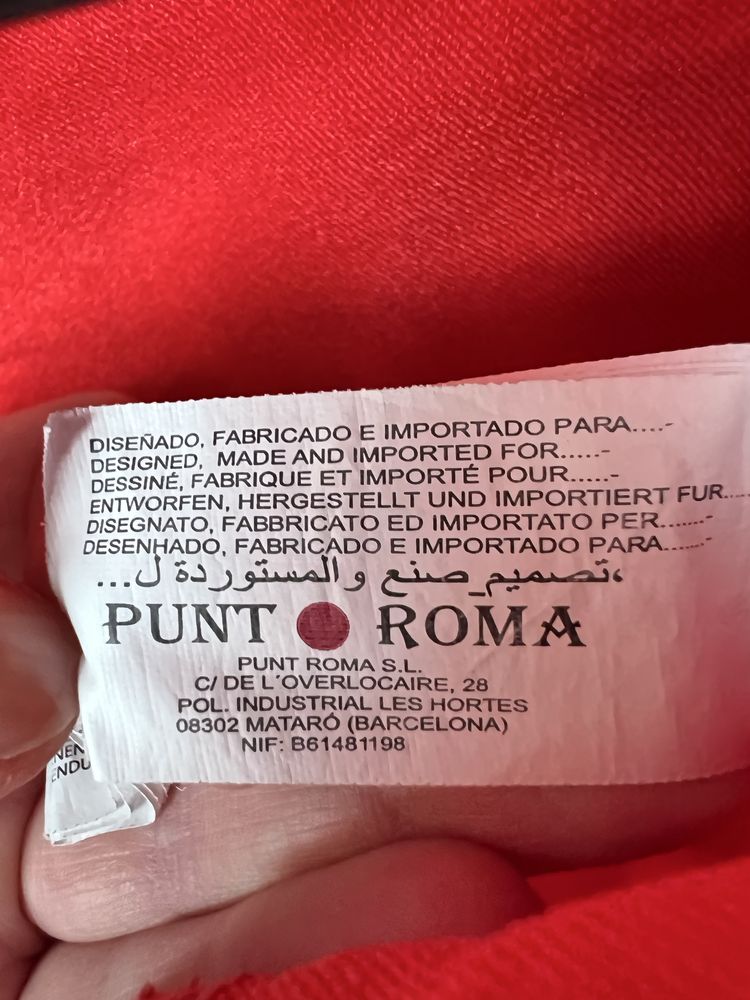 DISEÑADO, FABRICADO E IMPORTADO PARA....-
DESIGNED, MADE AND IMPORTED FOR.....-
DESSINÉ, FABRIQUE ET IMPORTÉ POUR.....-
ENTWORFEN, HERGESTELLT UND IMPORTIERT FUR....
DISEGNATO, FABBRICATO ED IMPORTATO PER.......-
DESENHADO, FABRICADO E IMPORTADO PARA......-
تصميم_صنع و المستوردة ل...،
PUNT ROMA
PUNT ROMA S.L.
C/ DE L´OVERLOCAIRE, 28
POL. INDUSTRIAL LES HORTES
08302 MATARÓ (BARCELONA)
NIF: B61481198